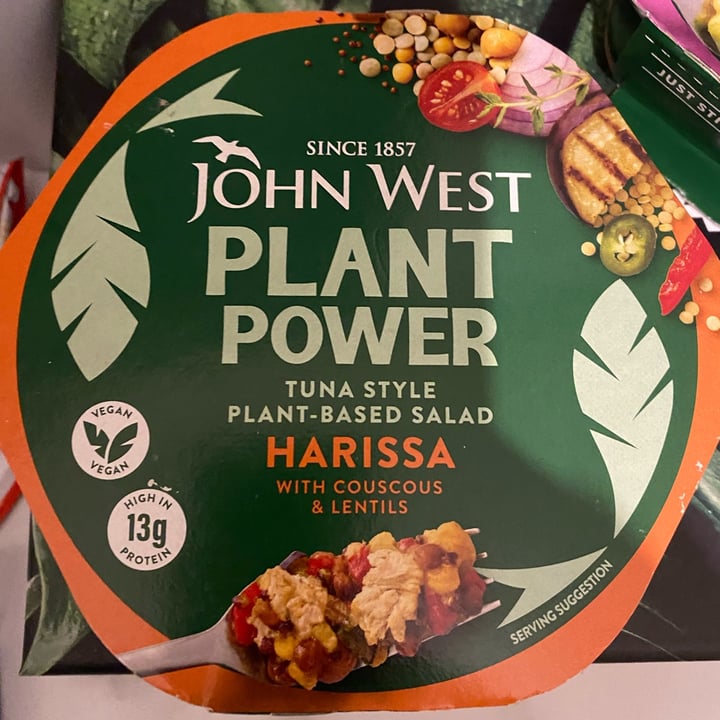 SINCE 1857
JOHN WEST
PLANT
POWER
TUNA STYLE
PLANT-BASED SALAD
HARISSA
WITH COUSCOUS
& LENTILS
VEGAN
VEGAN
HIGH IN
13g
PROTEIN
SERVING SUGGESTION
JUST